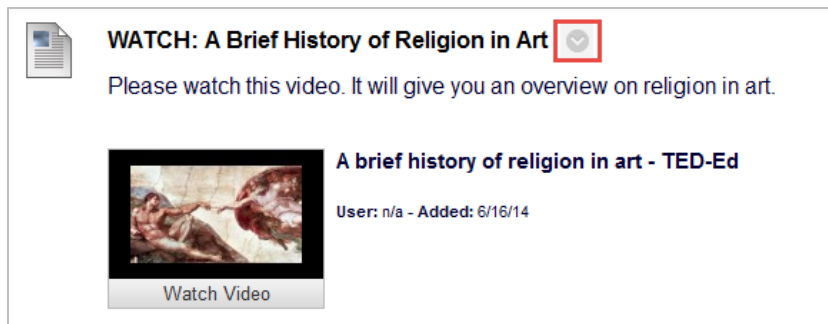 WATCH: A Brief History of Religion in Art
Please watch this video. It will give you an overview on religion in art.
A brief history of religion in art - TED-Ed
User: n/a - Added: 6/16/14
Watch Video